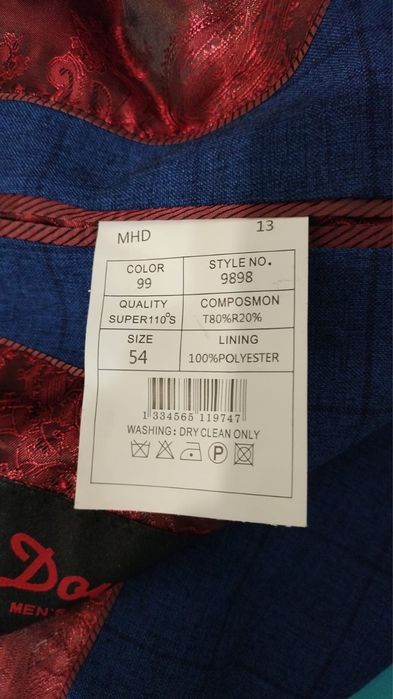 MHD 13
COLOR STYLE NO.
99 9898
QUALITY COMPOSMON
SUPER110°S T80%R20%
SIZE LINING
54 100%POLYESTER
1 334565 119747
WASHING: DRY CLEAN ONLY
P